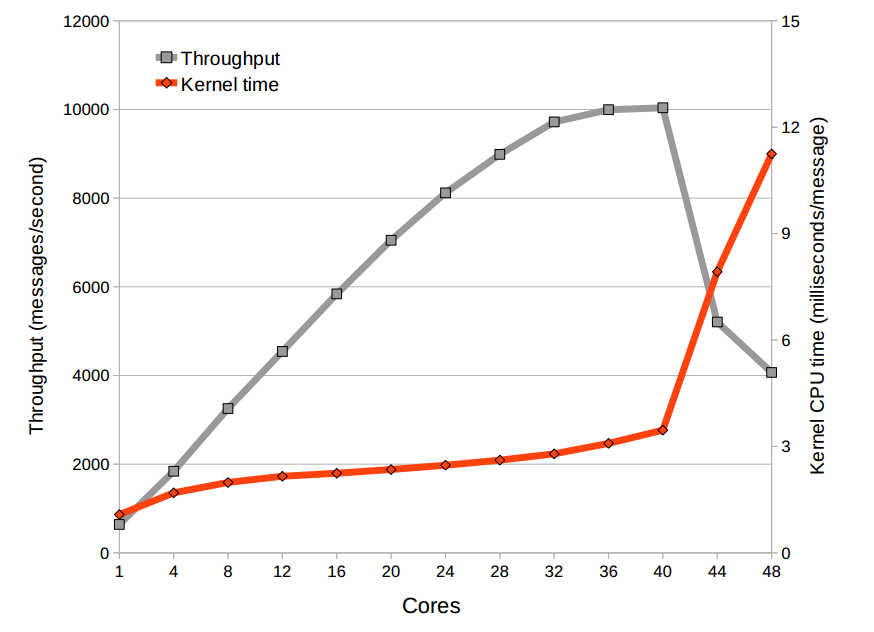 Throughput (messages/second)
12000
10000
8000
6000
4000
2000
0
Throughput
Kernel time
15
12
9
6
3
0
Kernel CPU time (milliseconds/message)
1 4 8 12 16 20 24 28 32 36 40 44 48
Cores